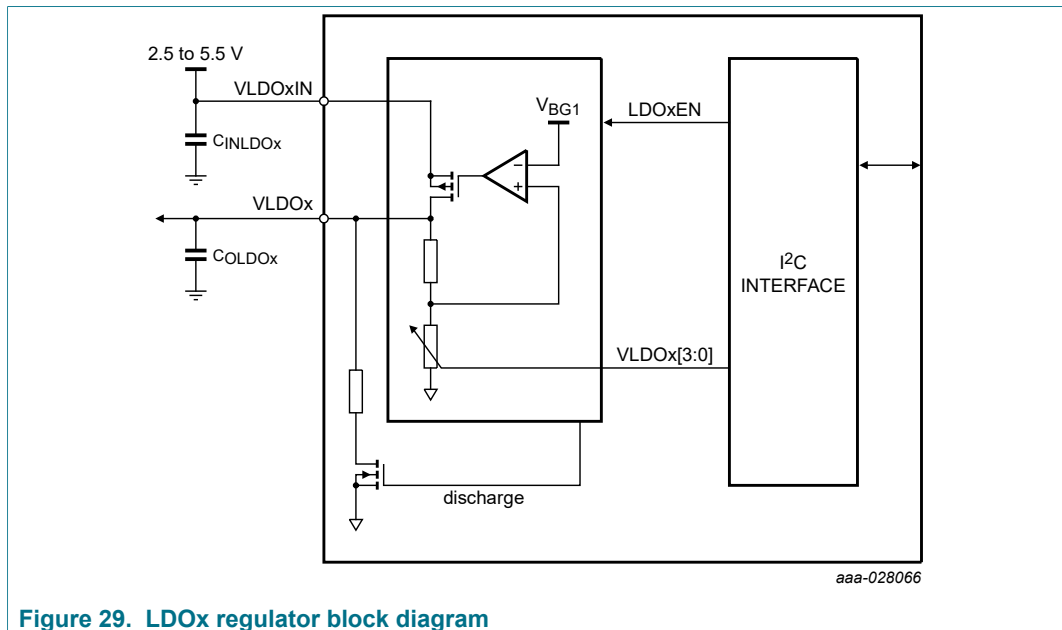 2.5 to 5.5 V
VLDOxIN
CINLDOx
VBG1
LDOxEN
−
+
VLDOx
COLDOx
I2C
INTERFACE
VLDOx[3:0]
discharge
aaa-028066
Figure 29. LDOx regulator block diagram